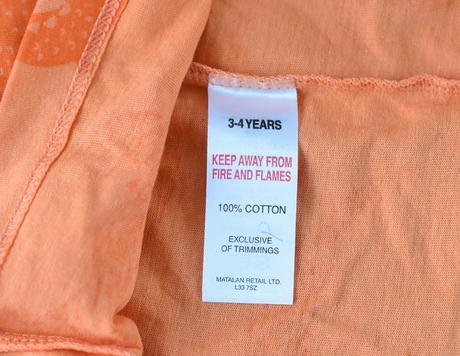 3-4 YEARS
KEEP AWAY FROM
FIRE AND FLAMES
100% COTTON
EXCLUSIVE
OF TRIMMINGS
MATALAN RETAIL LTD.
L33 7SZ